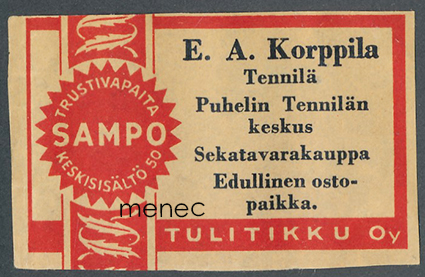 TRUSTIVAPAITA
SAMPO
KESKISISÄLTÖ 50
E. A. Korppila
Tennilä
Puhelin Tennilän
keskus
Sekatavarakauppa
Edullinen osto-
paikka.
menec
TULITIKKU Oy